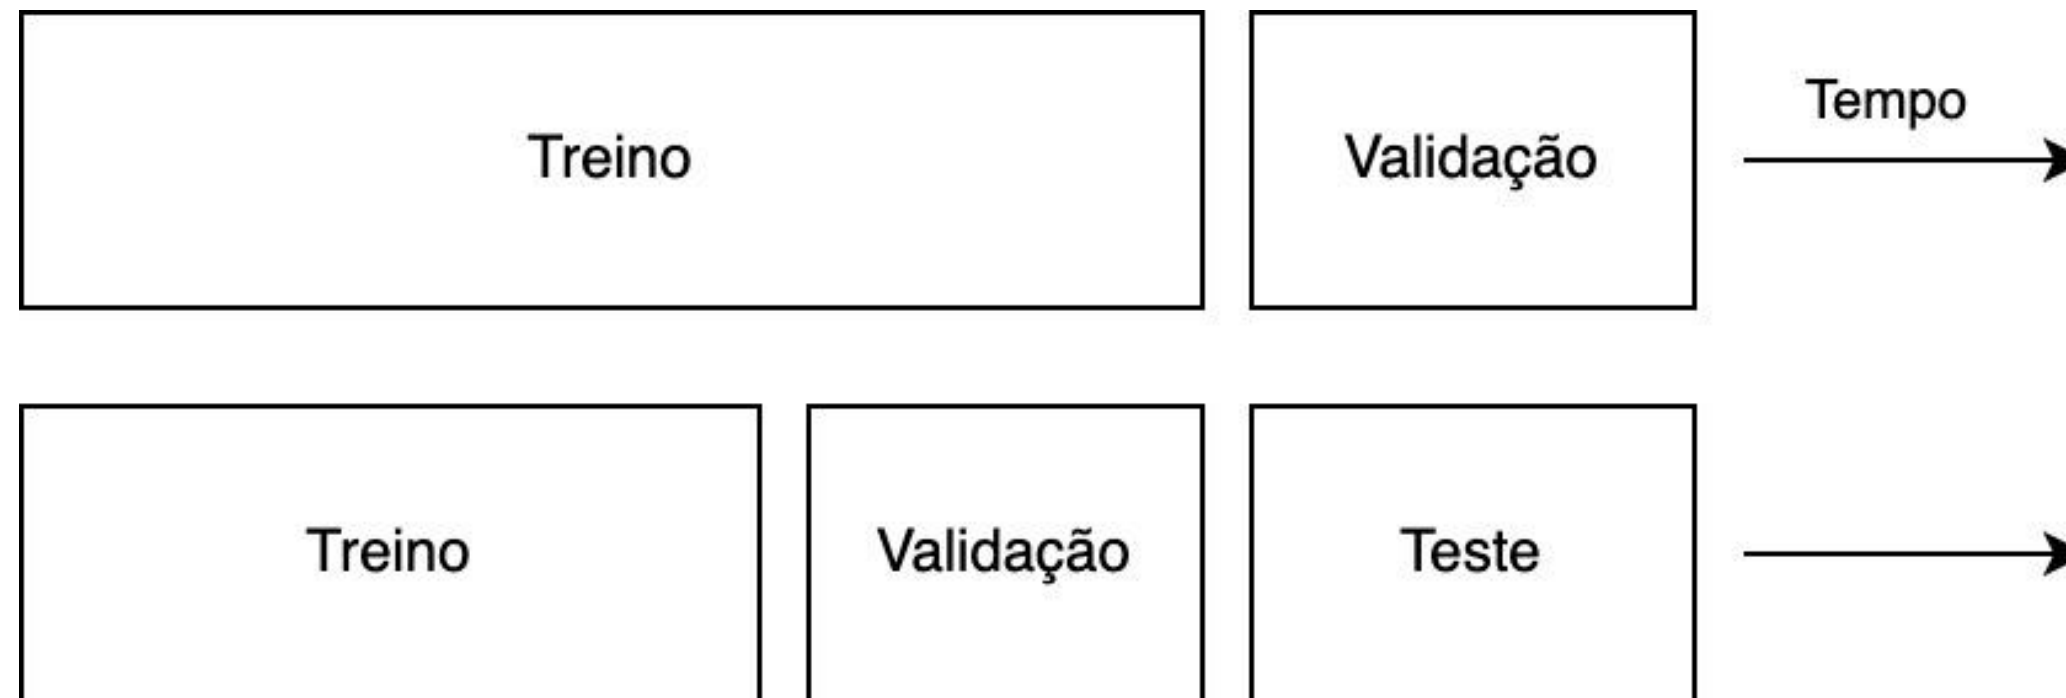 Treino
Validação
Tempo
Treino
Validação
Teste